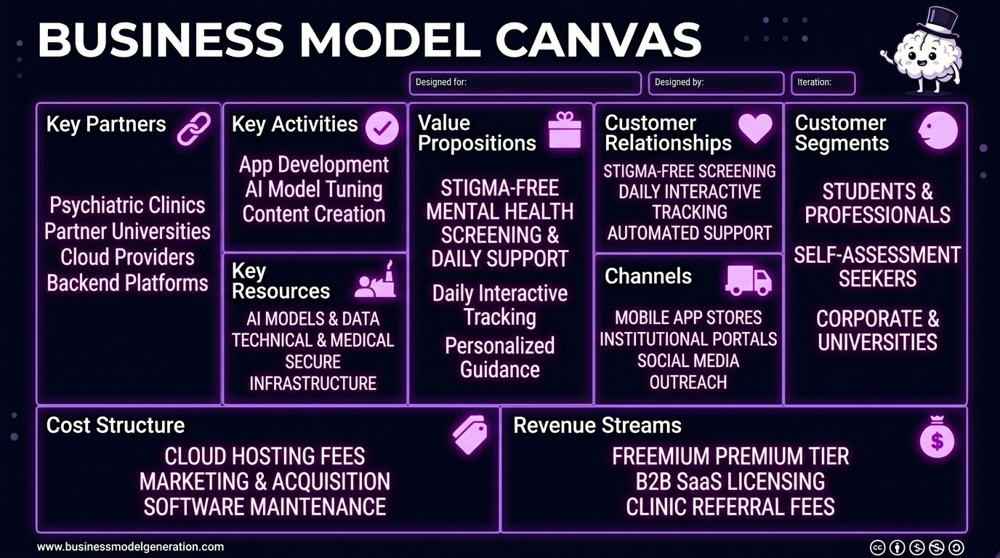 BUSINESS MODEL CANVAS
Designed for:
Designed by:
Iteration:
Key Partners
Psychiatric Clinics
Partner Universities
Cloud Providers
Backend Platforms
Key Activities
App Development
AI Model Tuning
Content Creation
Key
Resources
AI MODELS & DATA
TECHNICAL & MEDICAL
SECURE
INFRASTRUCTURE
Value
Propositions
STIGMA-FREE
MENTAL HEALTH
SCREENING &
DAILY SUPPORT
Daily Interactive
Tracking
Personalized
Guidance
Customer
Relationships
STIGMA-FREE SCREENING
DAILY INTERACTIVE
TRACKING
AUTOMATED SUPPORT
Channels
MOBILE APP STORES
INSTITUTIONAL PORTALS
SOCIAL MEDIA
OUTREACH
Customer
Segments
STUDENTS &
PROFESSIONALS
SELF-ASSESSMENT
SEEKERS
CORPORATE &
UNIVERSITIES
Cost Structure
CLOUD HOSTING FEES
MARKETING & ACQUISITION
SOFTWARE MAINTENANCE
Revenue Streams
$
FREEMIUM PREMIUM TIER
B2B SaaS LICENSING
CLINIC REFERRAL FEES
www.businessmodelgeneration.com
cc